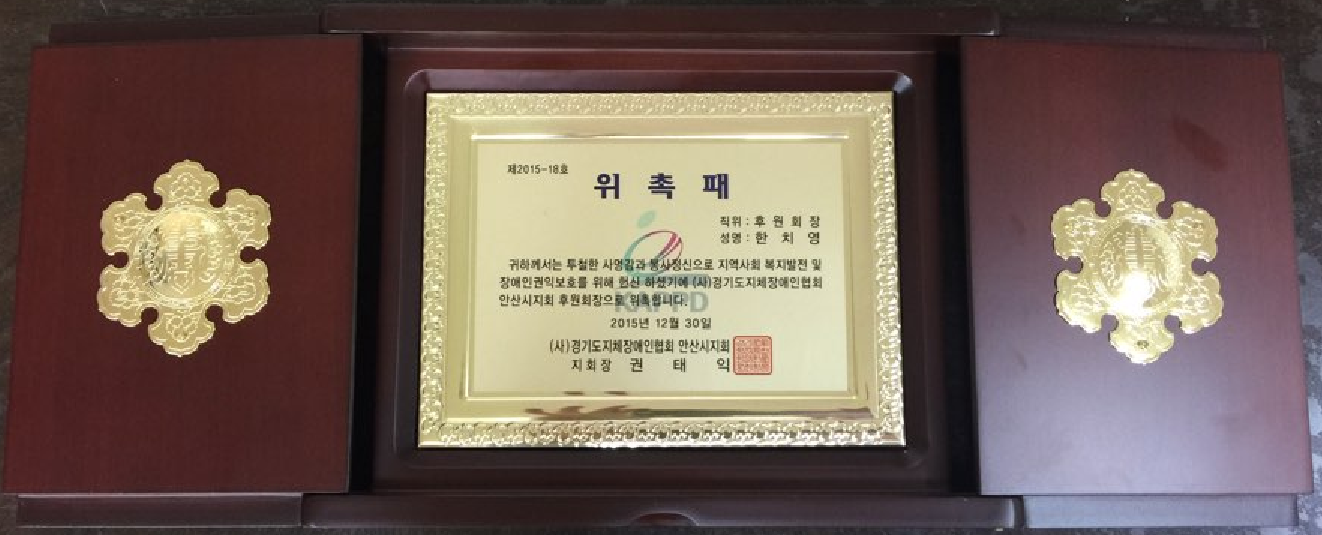 제2015-18호
위 촉 패
직위 : 후 원 회 장
성명 : 한 치 영
귀하께서는 투철한 사명감과 봉사정신으로 지역사회 복지발전 및
장애인권익보호를 위해 헌신 하셨기에 (사)경기도지체장애인협회
안산시지회 후원회장으로 위촉합니다.
KAPPD
2015년 12월 30일
(사)경기도지체장애인협회 안산시지회
지회장 권 태 익